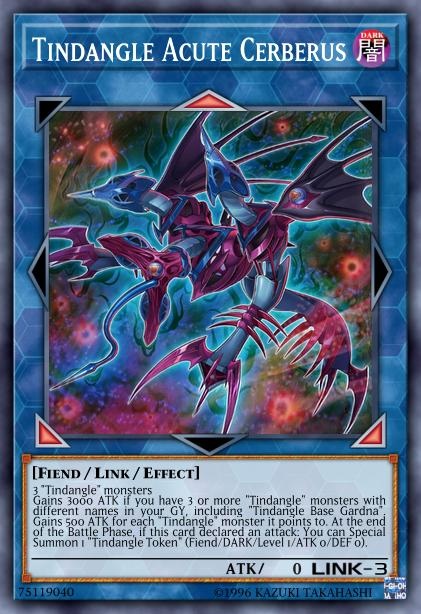 TINDANGLE ACUTE CERBERUS
DARK
闇
[FIEND / LINK / EFFECT]
3 "Tindangle" monsters
Gains 3000 ATK if you have 3 or more "Tindangle" monsters with
different names in your GY, including "Tindangle Base Gardna".
Gains 500 ATK for each "Tindangle" monster it points to. At the end
of the Battle Phase, if this card declared an attack: You can Special
Summon 1 "Tindangle Token" (Fiend/DARK/Level 1/ATK 0/DEF 0).
ATK/ 0 LINK-3
75119040
©1996 KAZUKI TAKAHASHI